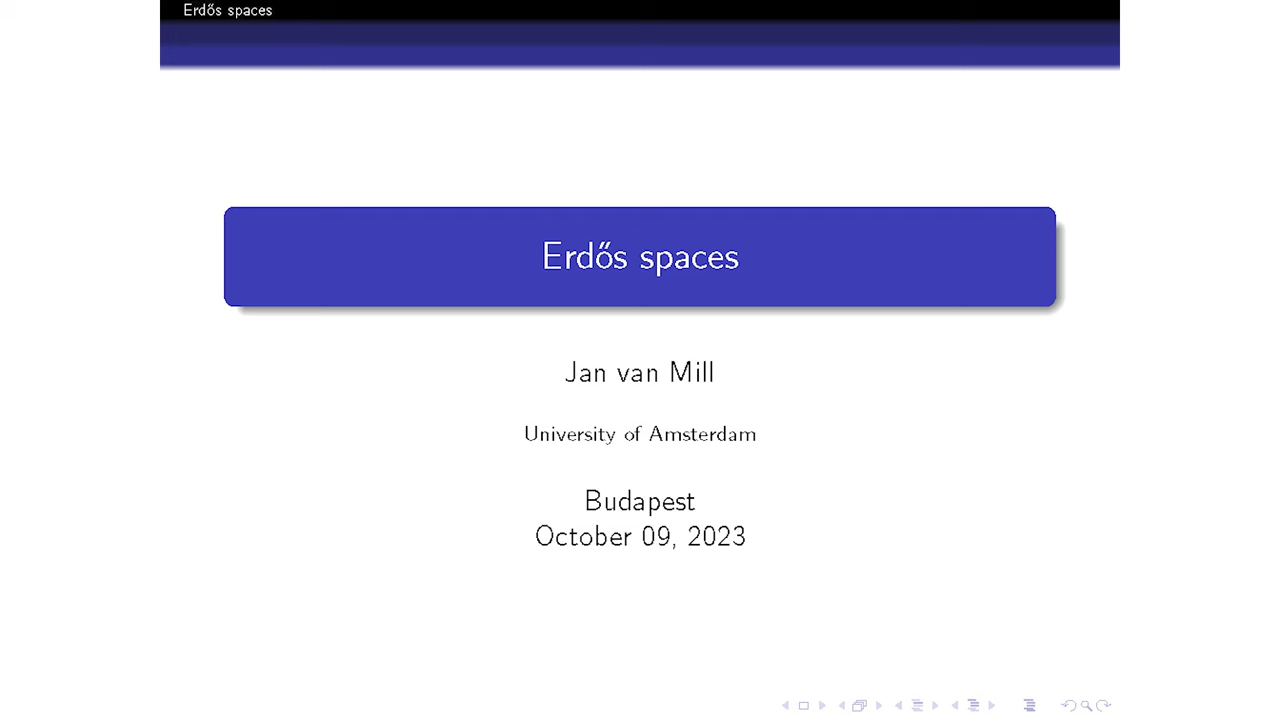 Erdős spaces
Erdős spaces
Jan van Mill
University of Amsterdam
Budapest
October 09, 2023